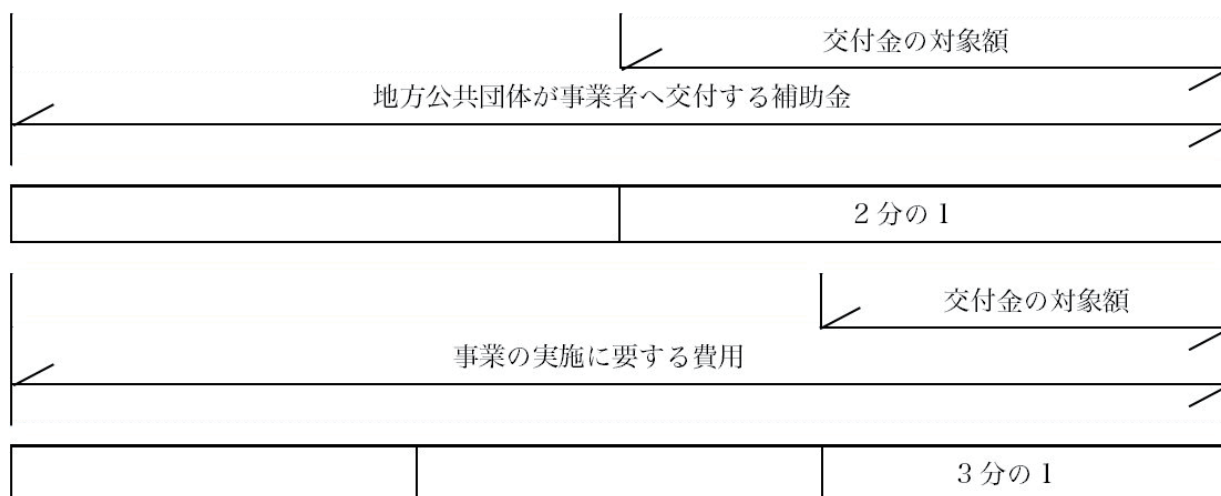 交付金の対象額
地方公共団体が事業者へ交付する補助金
2分の1
交付金の対象額
事業の実施に要する費用
3分の1